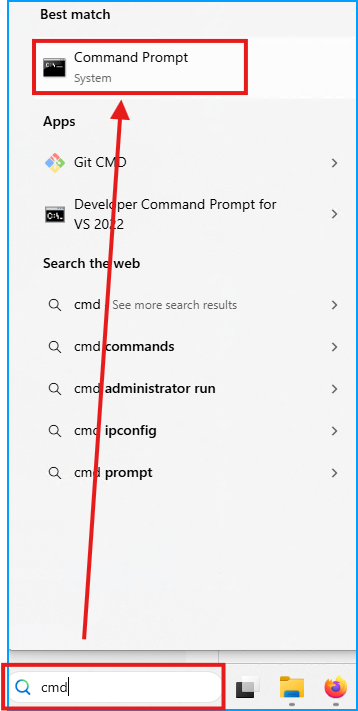 Best match
Command Prompt
System
Apps
Git CMD
Developer Command Prompt for
VS 2022
Search the web
cmd - See more search results
cmd commands
cmd administrator run
cmd ipconfig
cmd prompt
cmd